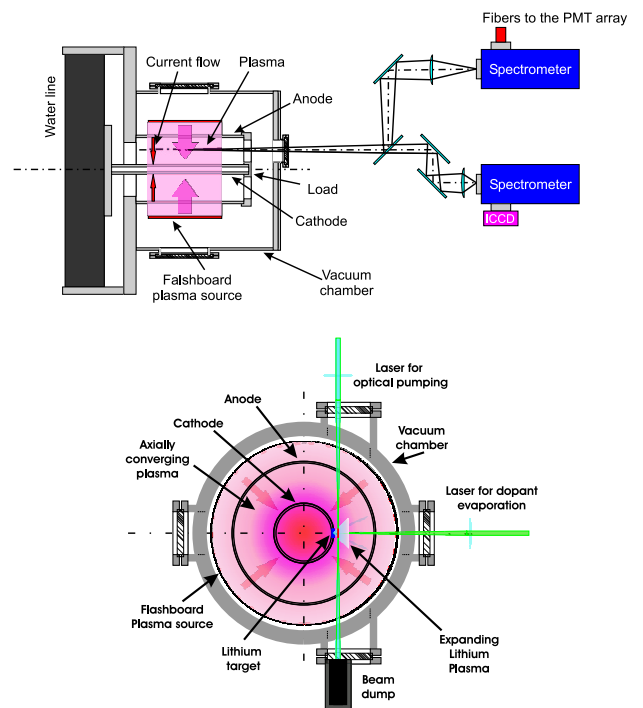 Fibers to the PMT array
Water line
Current flow
Plasma
Anode
Spectrometer
Load
Cathode
Spectrometer
ICCD
Falshboard
plasma source
Vacuum
chamber
Laser for
optical pumping
Anode
Cathode
Axially
converging
plasma
Vacuum
chamber
Laser for dopant
evaporation
Flashboard
Plasma source
Lithium
target
Beam
dump
Expanding
Lithium
Plasma